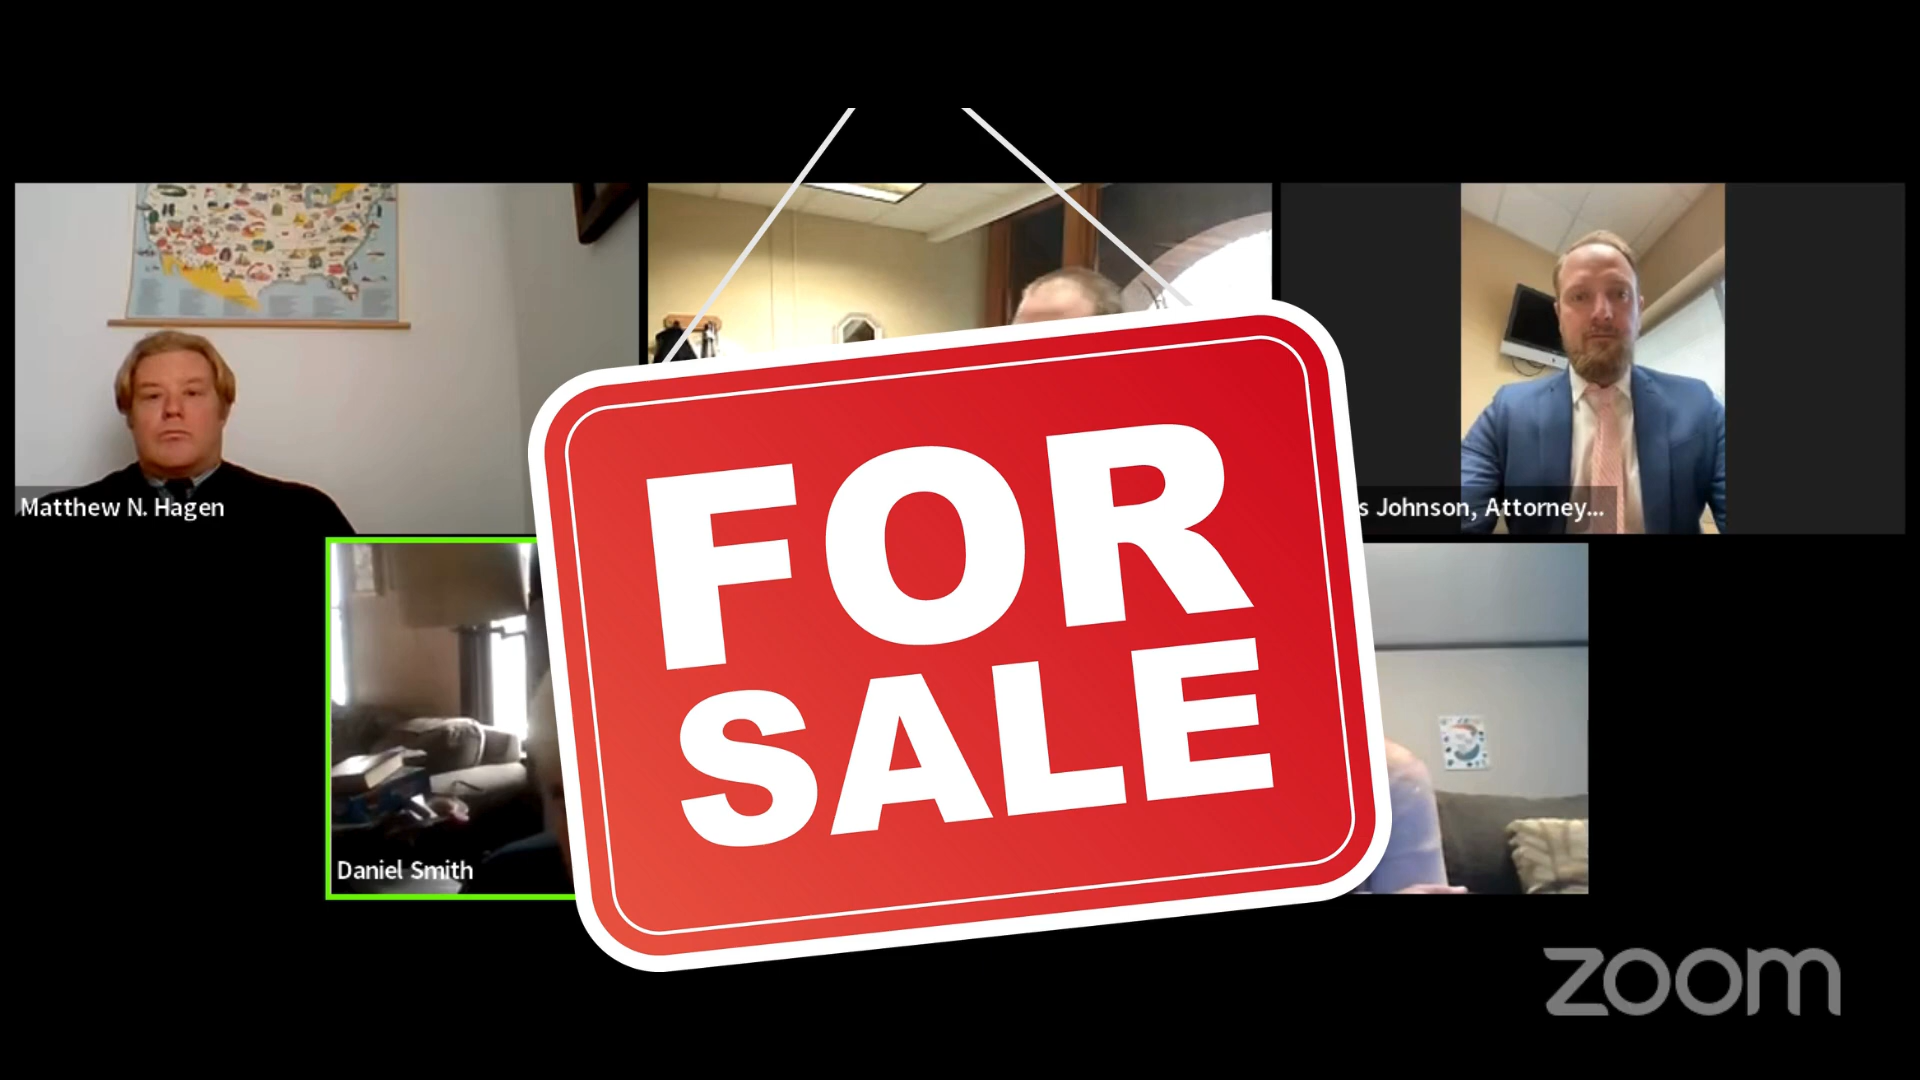 Matthew N. Hagen
s Johnson, Attorney...
FOR
SALE
Daniel Smith
zoom